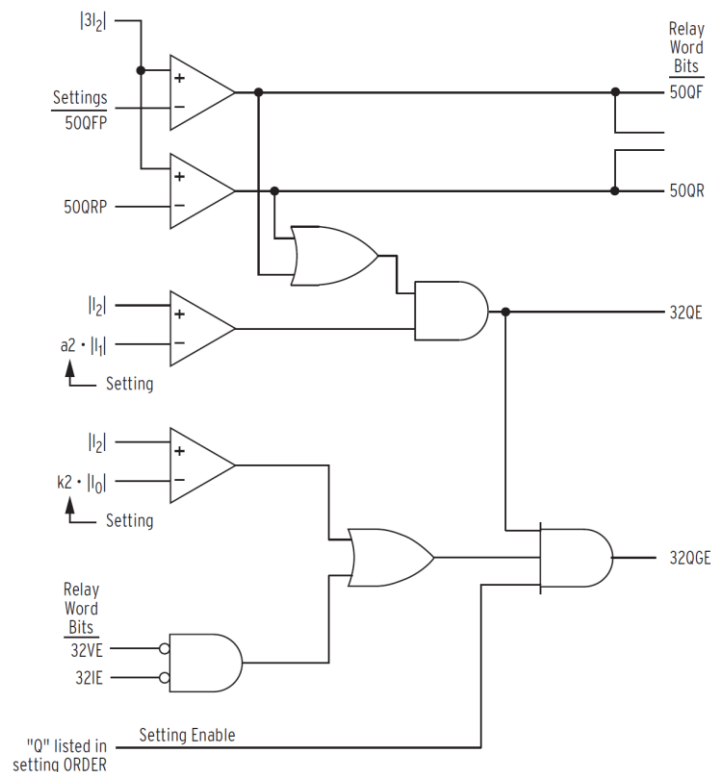 |3I₂|
Relay
Word
Bits
Settings
50QFP
50QF
50QRP
50QR
|I₂|
32QE
a2 • |I₁|
Setting
|I₂|
k2 • |I₀|
Setting
32QGE
Relay
Word
Bits
32VE
32IE
Setting Enable
"Q" listed in
setting ORDER